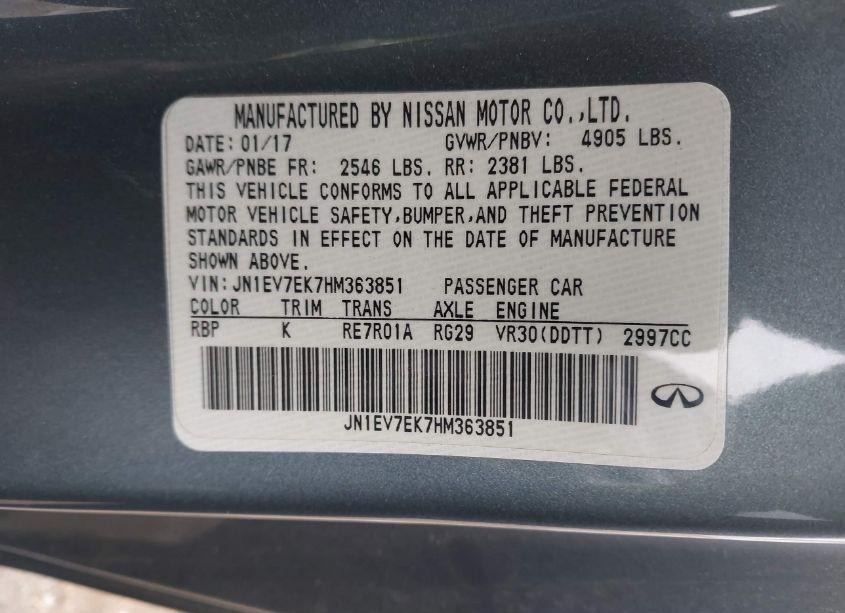 MANUFACTURED BY NISSAN MOTOR CO.,LTD.
DATE: 01/17 GVWR/PNBV: 4905 LBS.
GAWR/PNBE FR: 2546 LBS. RR: 2381 LBS.
THIS VEHICLE CONFORMS TO ALL APPLICABLE FEDERAL
MOTOR VEHICLE SAFETY,BUMPER,AND THEFT PREVENTION
STANDARDS IN EFFECT ON THE DATE OF MANUFACTURE
SHOWN ABOVE.
VIN:JN1EV7EK7HM363851 PASSENGER CAR
COLOR TRIM TRANS AXLE ENGINE
RBP K RE7R01A RG29 VR30(DDTT) 2997CC
JN1EV7EK7HM363851